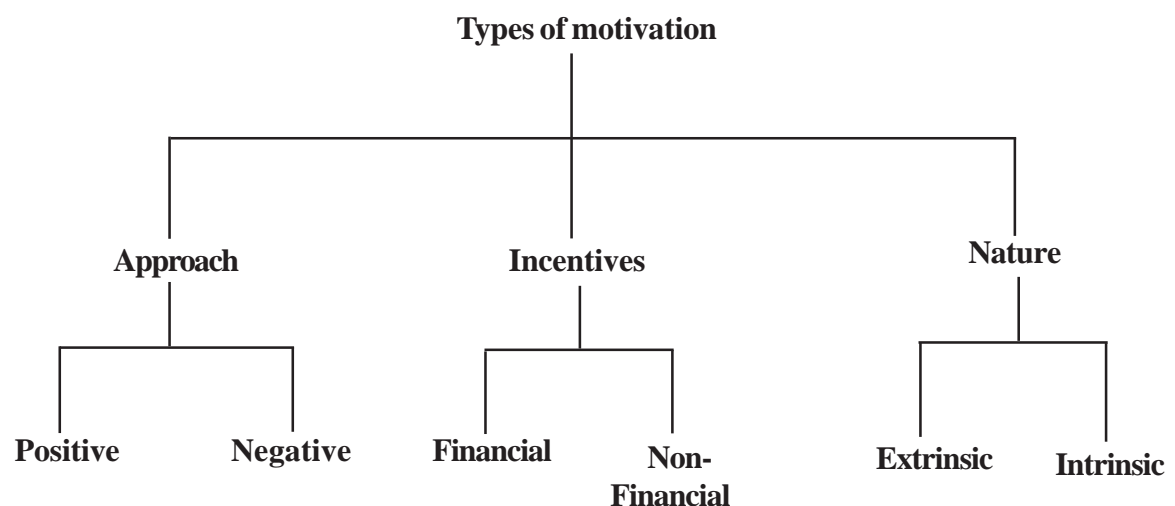 Types of motivation
Approach
Incentives
Nature
Positive
Negative
Financial
Non-
Financial
Extrinsic
Intrinsic